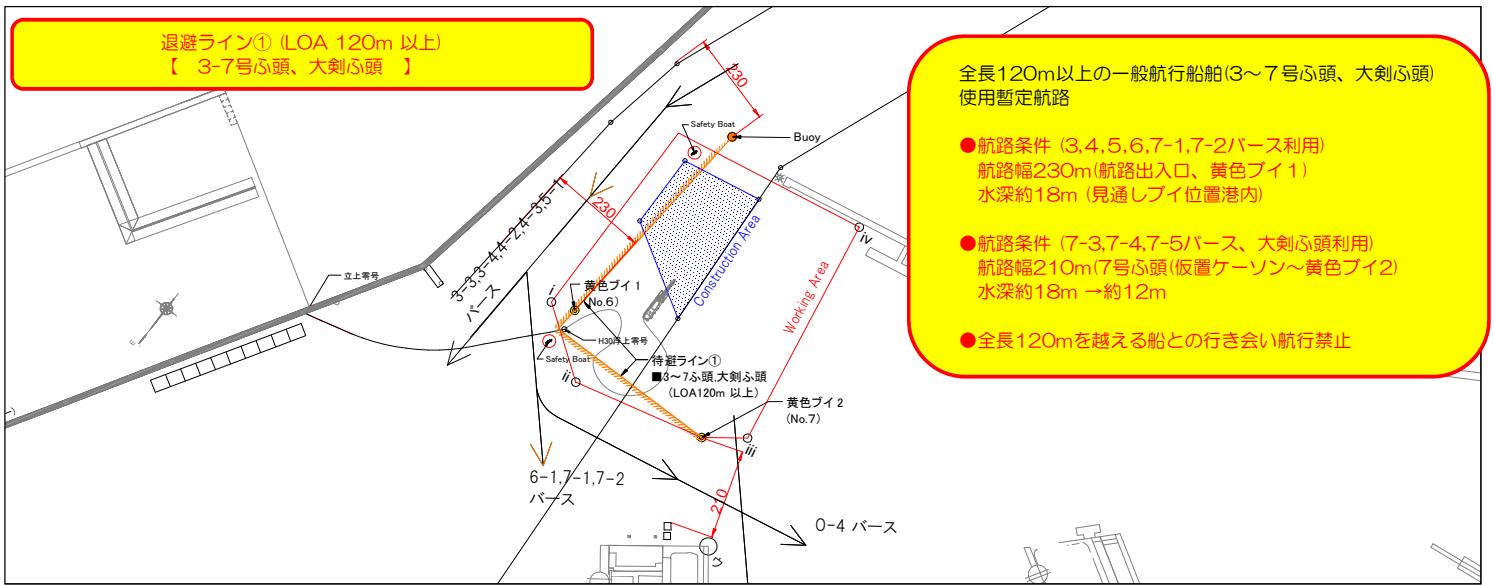 退避ライン① (LOA 120m 以上)
【 3-7号ふ頭、大剣ふ頭 】
全長120m以上の一般航行船舶(3～7号ふ頭、大剣ふ頭)
使用暫定航路
●航路条件 (3,4,5,6,7-1,7-2バース利用)
航路幅230m(航路出入口、黄色ブイ1)
水深約18m (見通しブイ位置港内)
●航路条件 (7-3,7-4,7-5バース、大剣ふ頭利用)
航路幅210m(7号ふ頭(仮置ケーソン～黄色ブイ2)
水深約18m →約12m
●全長120mを越える船との行き会い航行禁止
230
Safety Boat
Buoy
230
3-3,3-4,4-2,4-3,5-1
バース
Construction Area
Working Area
iv
立上零号
i
黄色ブイ 1
(No.6)
H30浮上零号
Safety Boat
ii
待避ライン①
■3～7ふ頭,大剣ふ頭
(LOA120m 以上)
黄色ブイ 2
(No.7)
iii
6-1,7-1,7-2
バース
210
O-4 バース